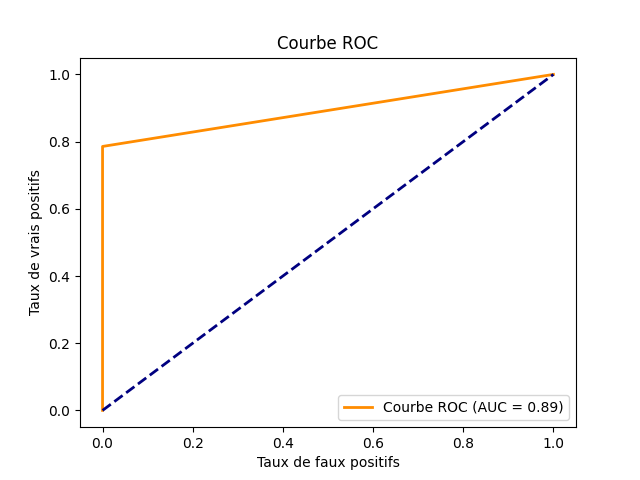 Courbe ROC
1.0
0.8
0.6
0.4
0.2
0.0
Taux de vrais positifs
Courbe ROC (AUC = 0.89)
0.0 0.2 0.4 0.6 0.8 1.0
Taux de faux positifs